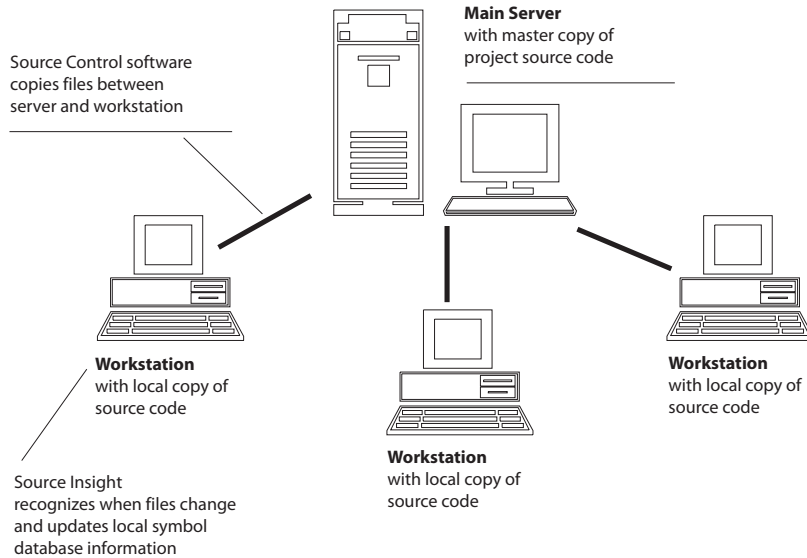 Main Server
with master copy of
project source code
Source Control software
copies files between
server and workstation
Workstation
with local copy of
source code
Workstation
with local copy of
source code
Workstation
with local copy of
source code
Source Insight
recognizes when files change
and updates local symbol
database information